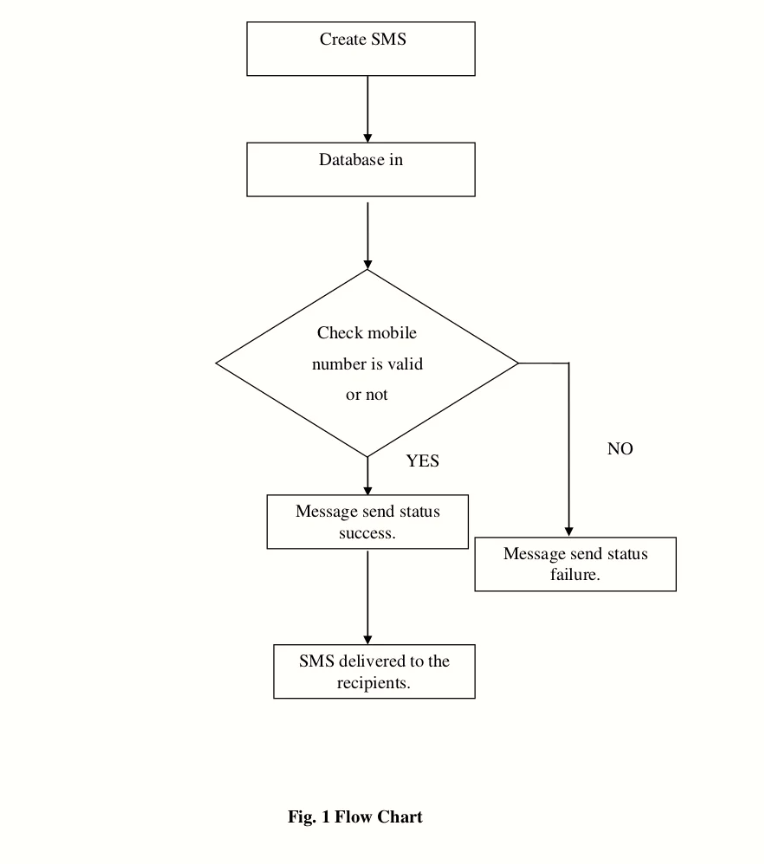 Create SMS
Database in
Check mobile
number is valid
or not
YES
NO
Message send status
success.
Message send status
failure.
SMS delivered to the
recipients.
Fig. 1 Flow Chart